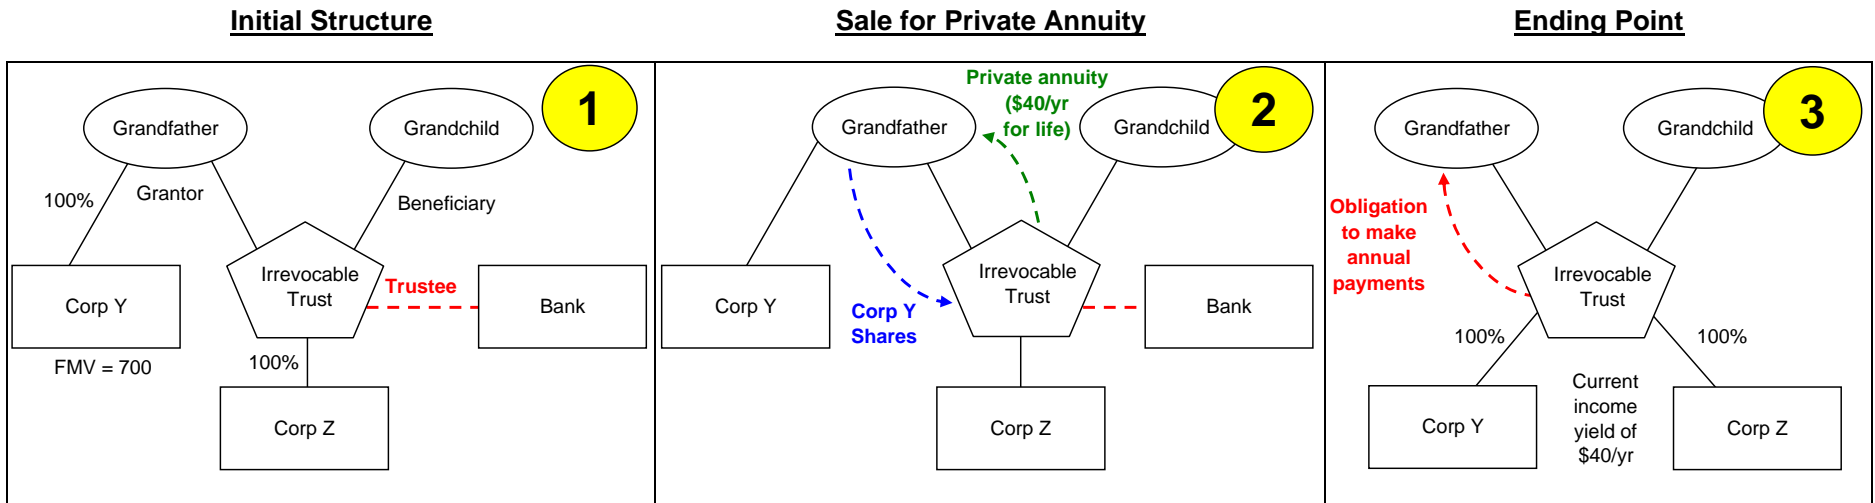 Initial Structure
Sale for Private Annuity
Ending Point
1
Grandfather
Grandchild
100%
Grantor
Beneficiary
Corp Y
Irrevocable
Trust
Trustee
Bank
FMV = 700
100%
Corp Z
Private annuity
($40/yr
for life)
2
Grandfather
Grandchild
Corp Y
Irrevocable
Trust
Bank
Corp Y
Shares
Corp Z
3
Grandfather
Grandchild
Obligation
to make
annual
payments
Irrevocable
Trust
100%
100%
Current
income
yield of
$40/yr
Corp Y
Corp Z